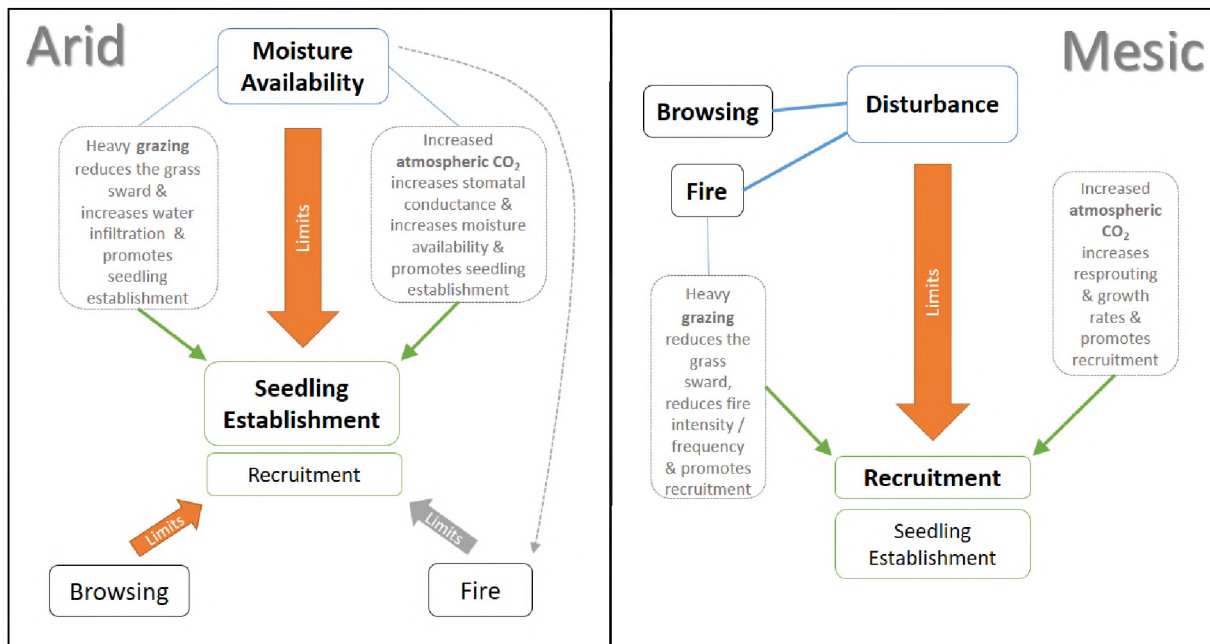 Arid
Moisture
Availability
Heavy grazing
reduces the grass
sward &
increases water
infiltration &
promotes
seedling
establishment
Limits
Increased
atmospheric CO₂
increases stomatal
conductance &
increases moisture
availability &
promotes seedling
establishment
Seedling
Establishment
Recruitment
Limits
Limits
Browsing
Fire
Mesic
Browsing
Disturbance
Fire
Heavy
grazing
reduces the
grass
sward,
reduces fire
intensity /
frequency
& promotes
recruitment
Limits
Increased
atmospheric
CO₂
increases
resprouting
& growth
rates &
promotes
recruitment
Recruitment
Seedling
Establishment